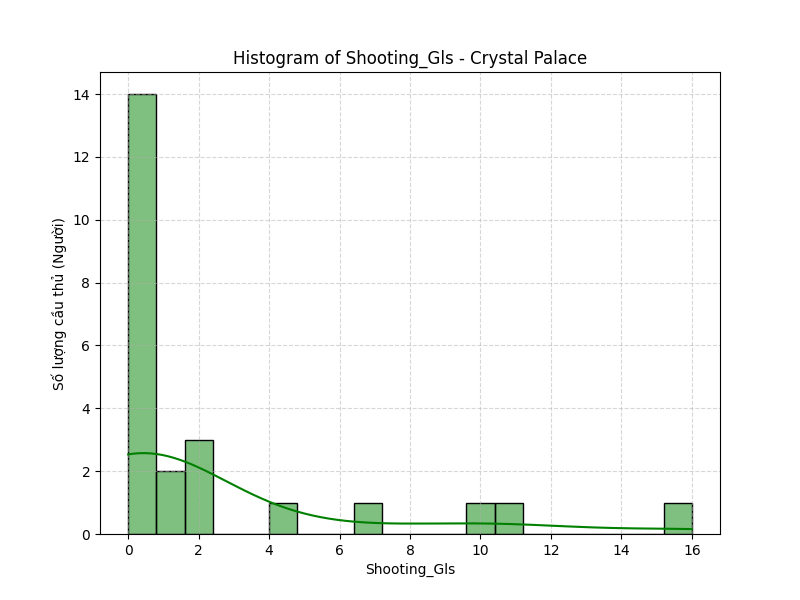 Histogram of Shooting_Gls - Crystal Palace
14
12
10
8
6
4
2
0
Số lượng cầu thủ (Người)
0 2 4 6 8 10 12 14 16
Shooting_Gls